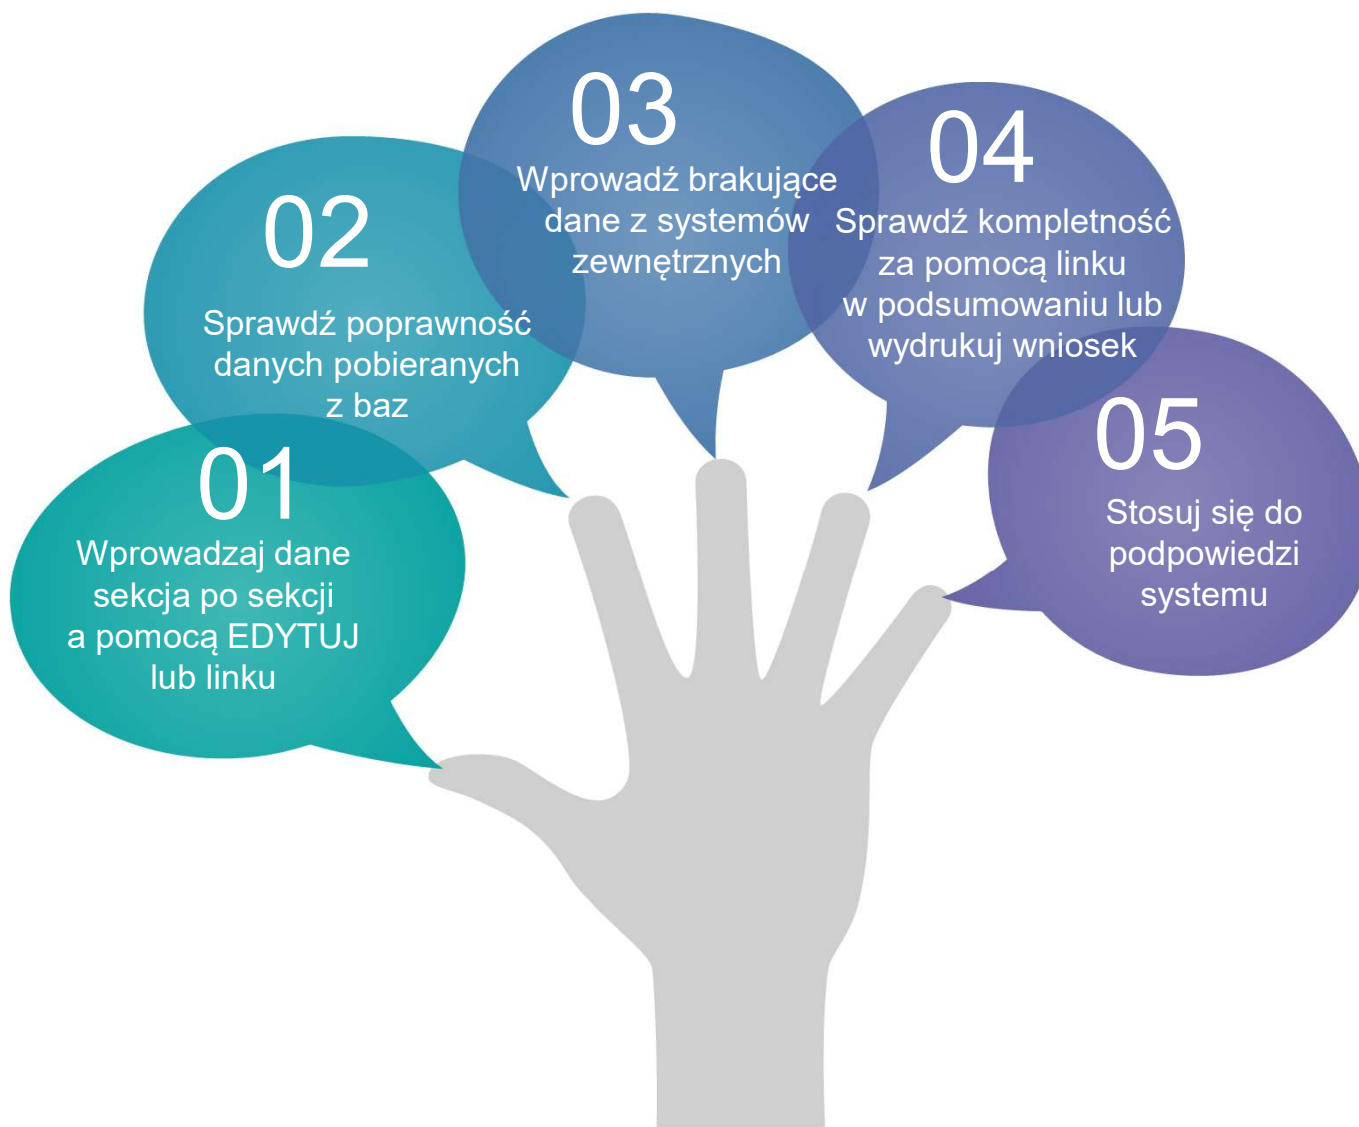 01
Wprowadzaj dane
sekcja po sekcji
a pomocą EDYTUJ
lub linku
02
Sprawdź poprawność
danych pobieranych
z baz
03
Wprowadź brakujące
dane z systemów
zewnętrznych
04
Sprawdź kompletność
za pomocą linku
w podsumowaniu lub
wydrukuj wniosek
05
Stosuj się do
podpowiedzi
systemu